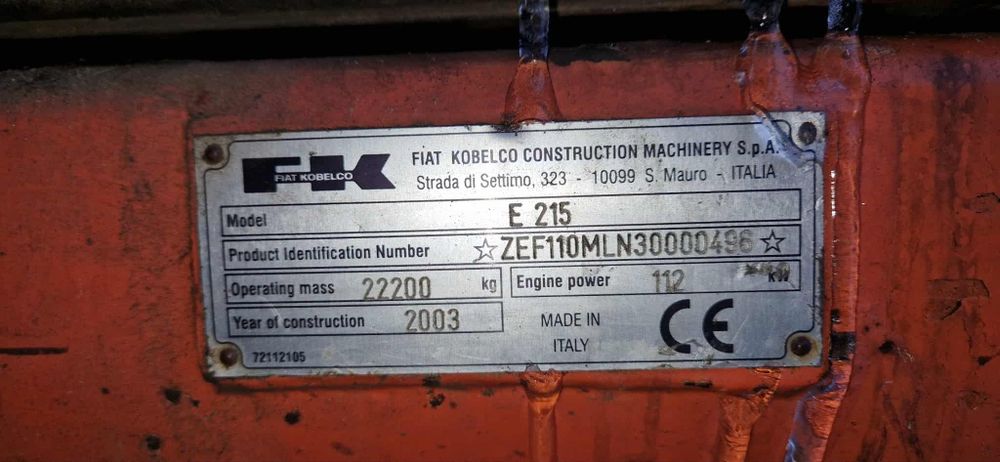 FK
FIAT KOBELCO
FIAT KOBELCO CONSTRUCTION MACHINERY S.p.A.
Strada di Settimo, 323 - 10099 S. Mauro - ITALIA
Model E 215
Product Identification Number ☆ZEF110MLN30000496☆
Operating mass 22200 kg Engine power 112 kW
Year of construction 2003
MADE IN
ITALY
CE
72112105